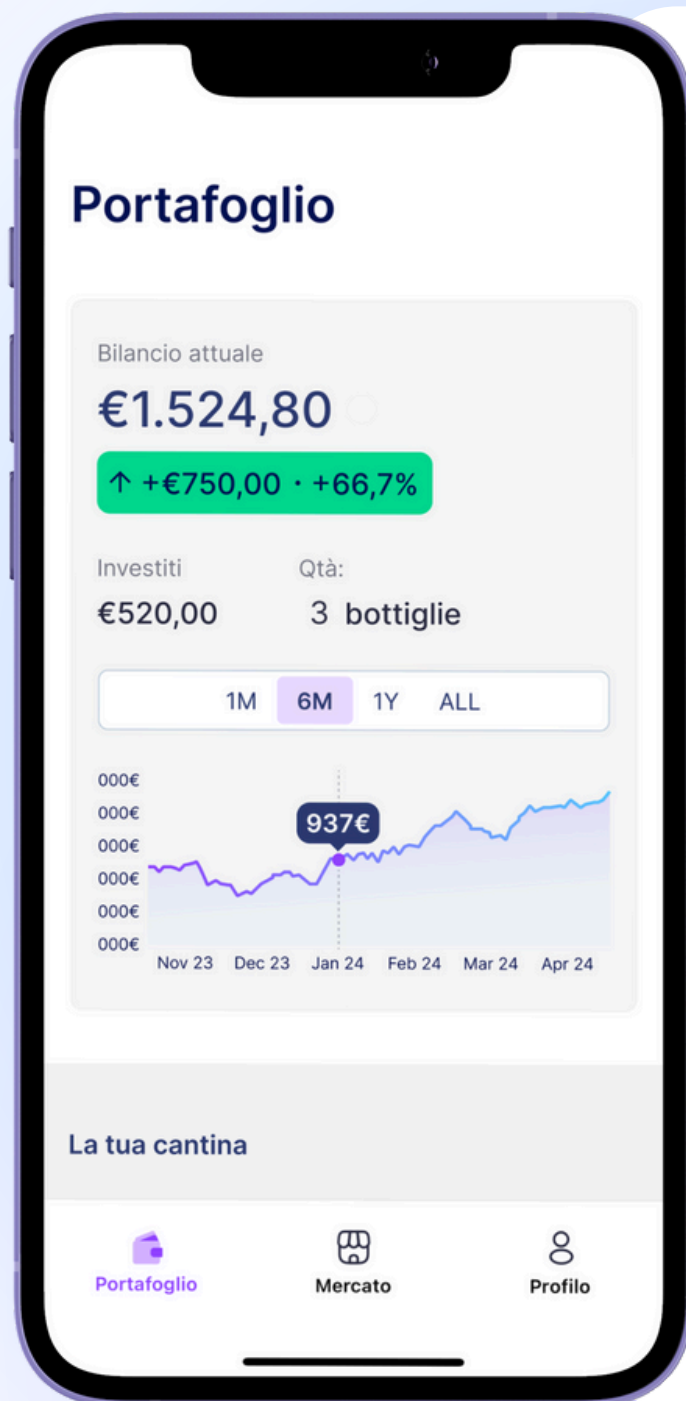 Portafoglio
Bilancio attuale
€1.524,80
↑ +€750,00 · +66,7%
Investiti Qtà:
€520,00 3 bottiglie
1M 6M 1Y ALL
000€
000€
937€
000€
000€
000€
000€
Nov 23 Dec 23 Jan 24 Feb 24 Mar 24 Apr 24
La tua cantina
Portafoglio Mercato Profilo